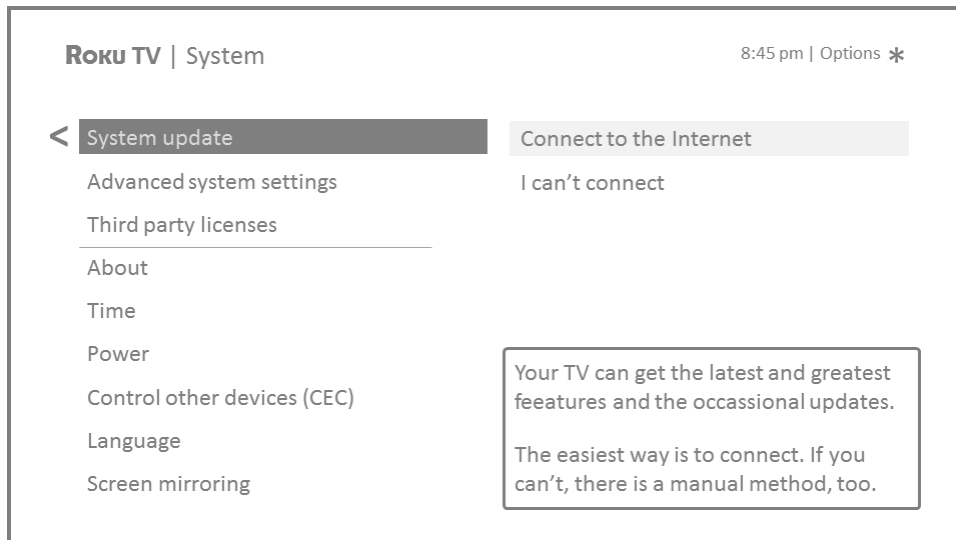 Roku TV | System
8:45 pm | Options *
< System update
Advanced system settings
Third party licenses
About
Time
Power
Control other devices (CEC)
Language
Screen mirroring
Connect to the Internet
I can’t connect
Your TV can get the latest and greatest
feeatures and the occassional updates.
The easiest way is to connect. If you
can’t, there is a manual method, too.